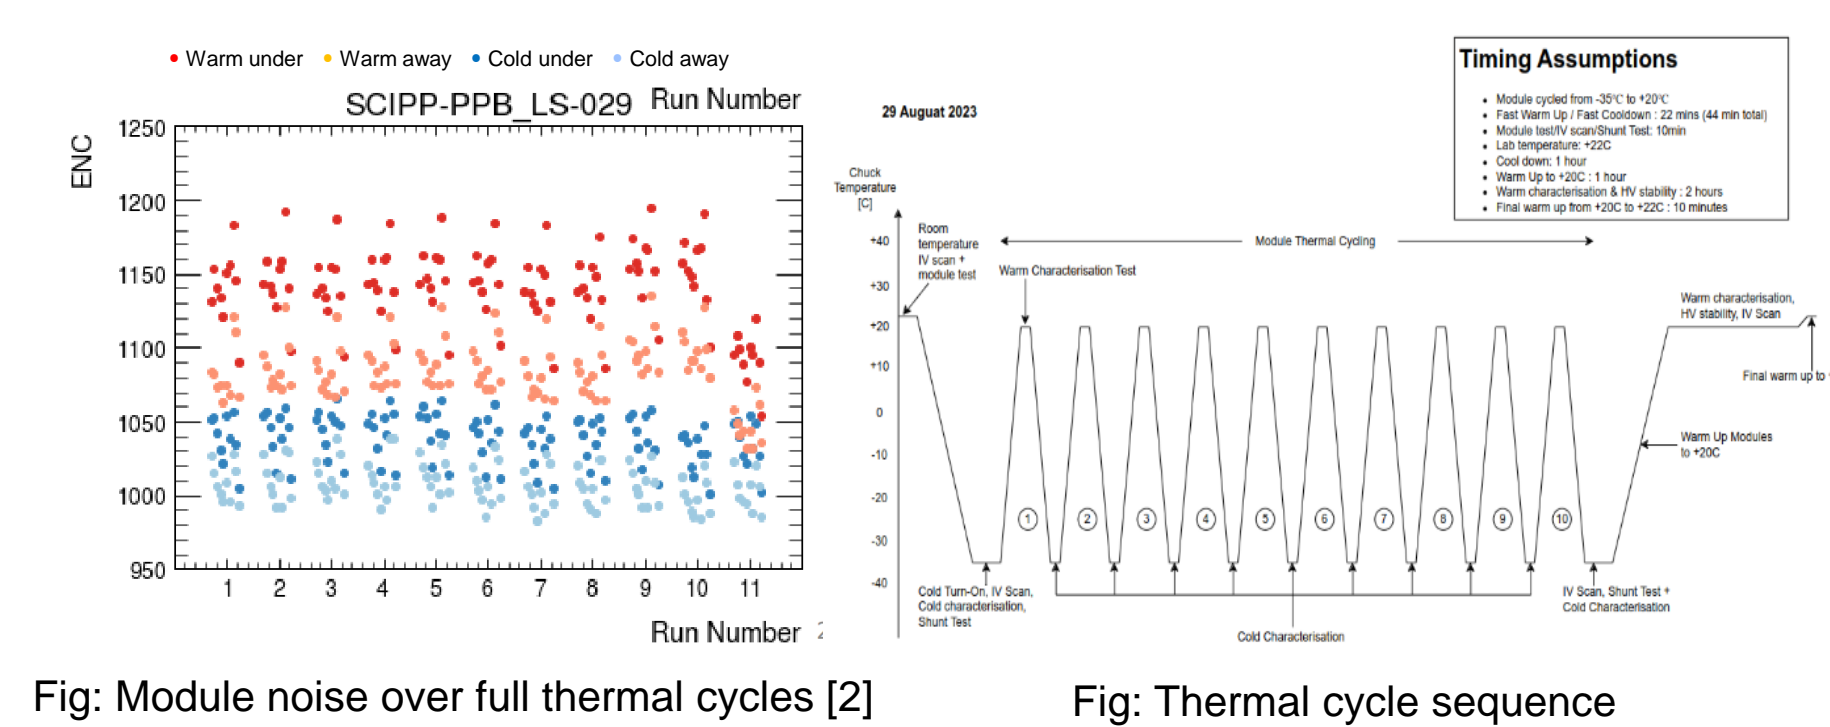 Warm under Warm away Cold under Cold away
SCIPP-PPB_LS-029 Run Number
ENC
1250
1200
1150
1100
1050
1000
950
1 2 3 4 5 6 7 8 9 10 11
Run Number
Fig: Module noise over full thermal cycles [2]
Timing Assumptions
• Module cycled from -35℃ to +20℃
• Fast Warm Up / Fast Cooldown : 22 mins (44 min total)
• Module test/IV scan/Shunt Test: 10min
• Lab temperature: +22C
• Cool down: 1 hour
• Warm Up to +20C : 1 hour
• Warm characterisation & HV stability : 2 hours
• Final warm up from +20C to +22C : 10 minutes
29 Auguat 2023
Chuck
Temperature
[C]
+40
+30
+20
+10
0
-10
-20
-30
-40
Room
temperature
IV scan +
module test
Module Thermal Cycling
Warm Characterisation Test
Warm characterisation,
HV stability, IV Scan
Final warm up to
Warm Up Modules
to +20C
1 2 3 4 5 6 7 8 9 10
Cold Turn-On, IV Scan,
Cold characterisation,
Shunt Test
Cold Characterisation
IV Scan, Shunt Test +
Cold Characterisation
Fig: Thermal cycle sequence